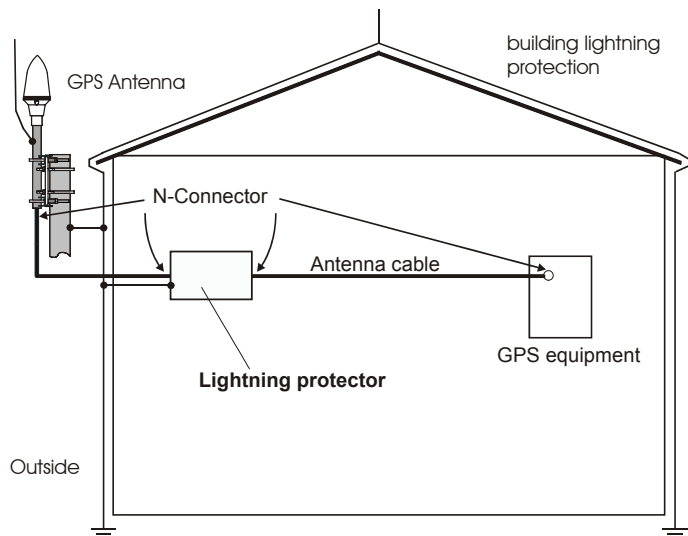 building lightning
protection
GPS Antenna
N-Connector
Antenna cable
GPS equipment
Lightning protector
Outside